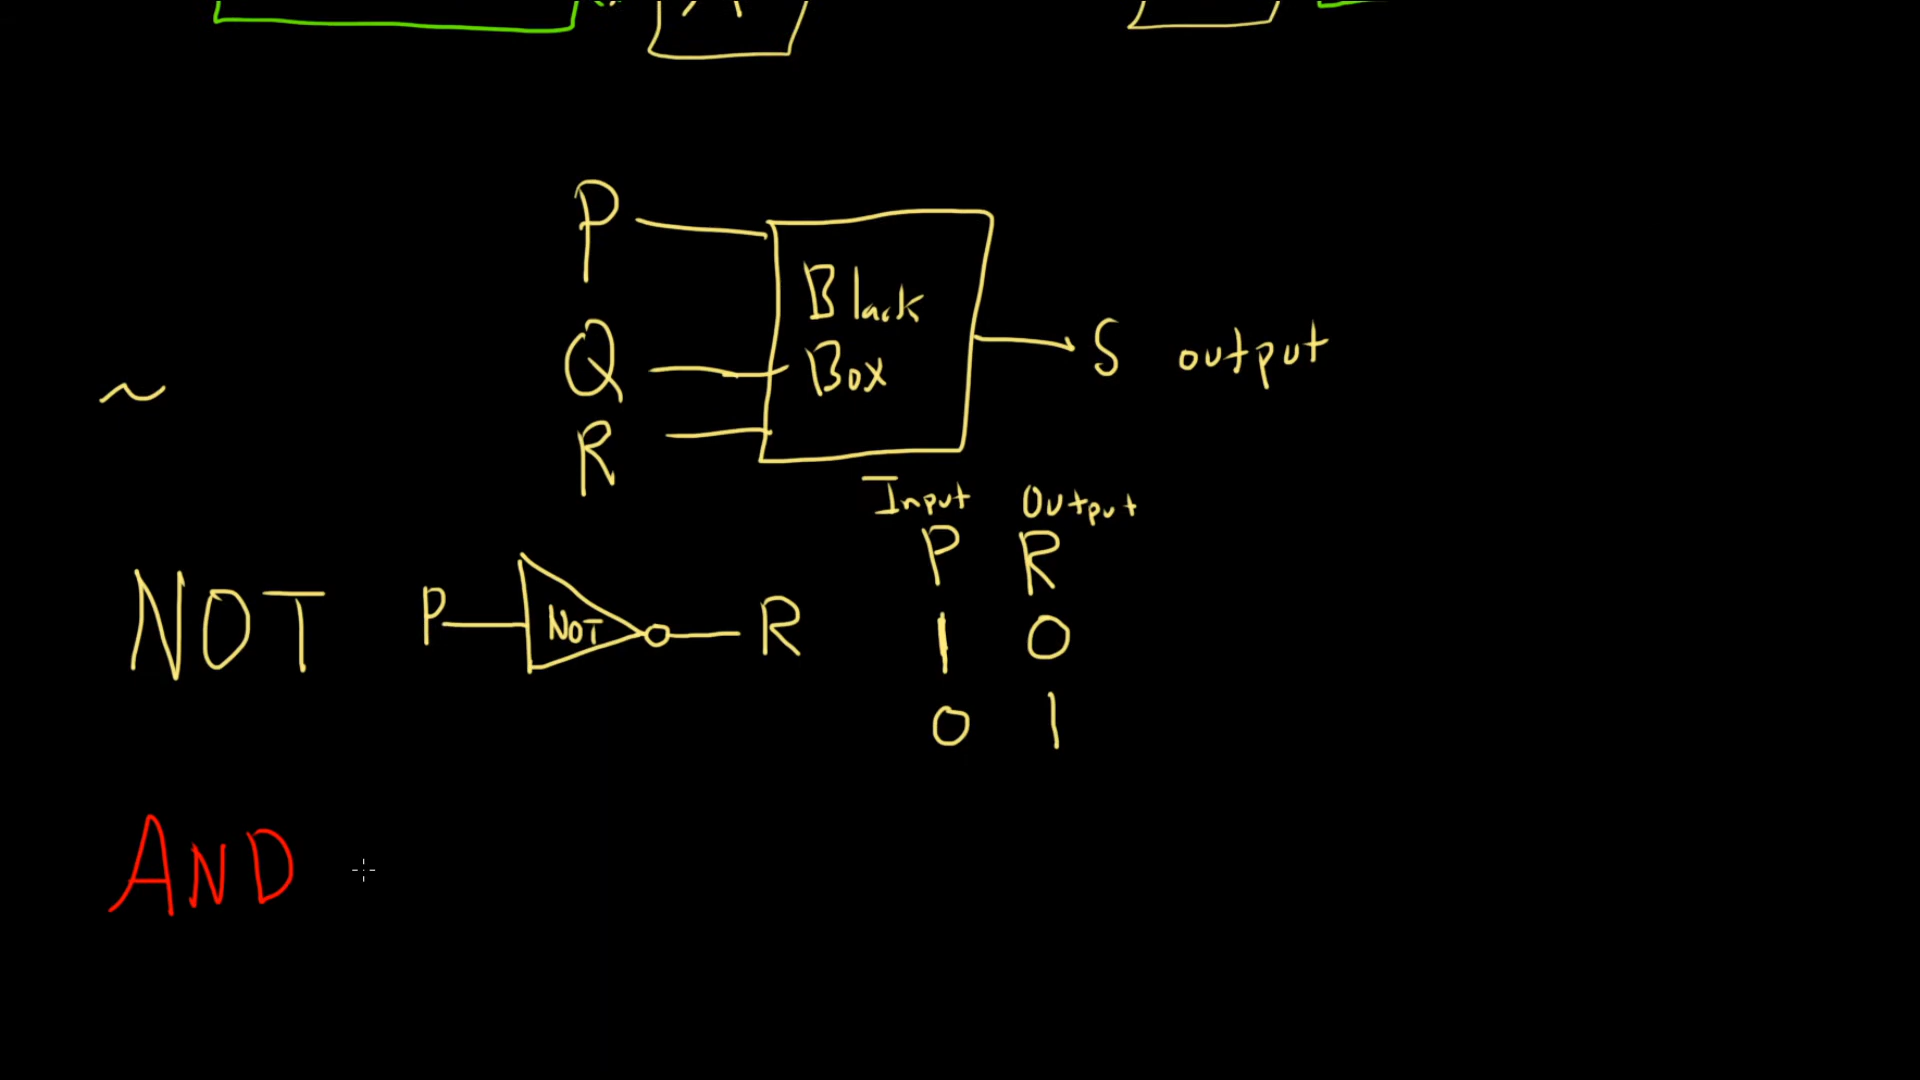 P
Black
Q Box S output
~
R
Input Output
P R
NOT P NOT R 1 0
0 1
AND